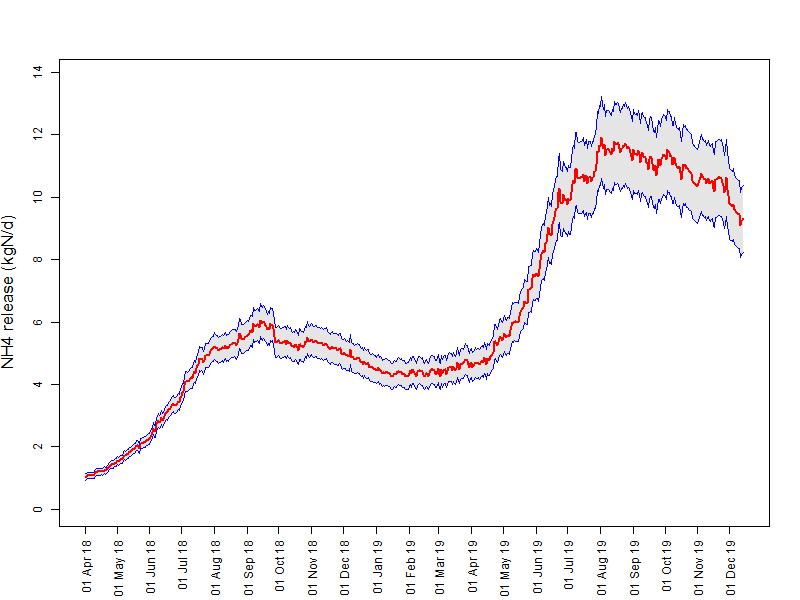 14
12
10
8
6
4
2
0
NH4 release (kgN/d)
01 Apr 18
01 May 18
01 Jun 18
01 Jul 18
01 Aug 18
01 Sep 18
01 Oct 18
01 Nov 18
01 Dec 18
01 Jan 19
01 Feb 19
01 Mar 19
01 Apr 19
01 May 19
01 Jun 19
01 Jul 19
01 Aug 19
01 Sep 19
01 Oct 19
01 Nov 19
01 Dec 19